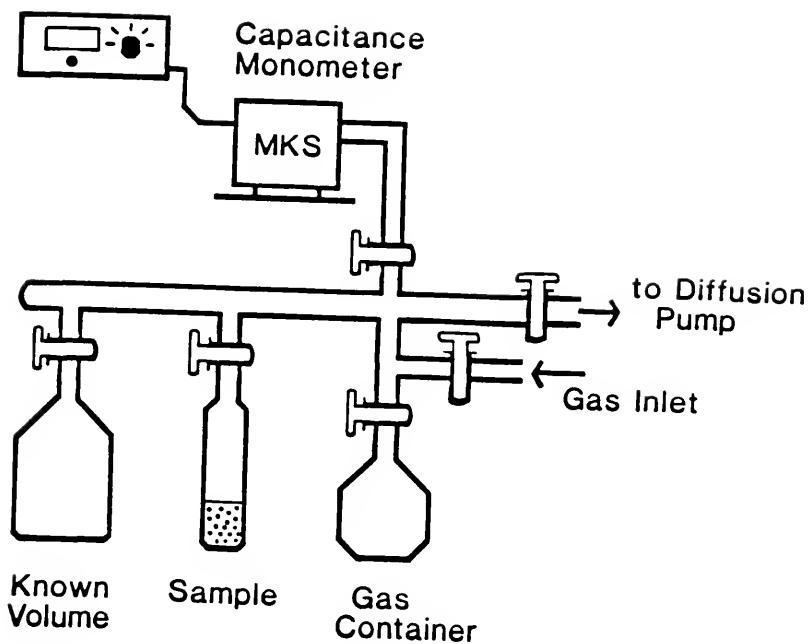 Capacitance
Monometer
MKS
to Diffusion
Pump
Gas Inlet
Known
Volume
Sample
Gas
Container